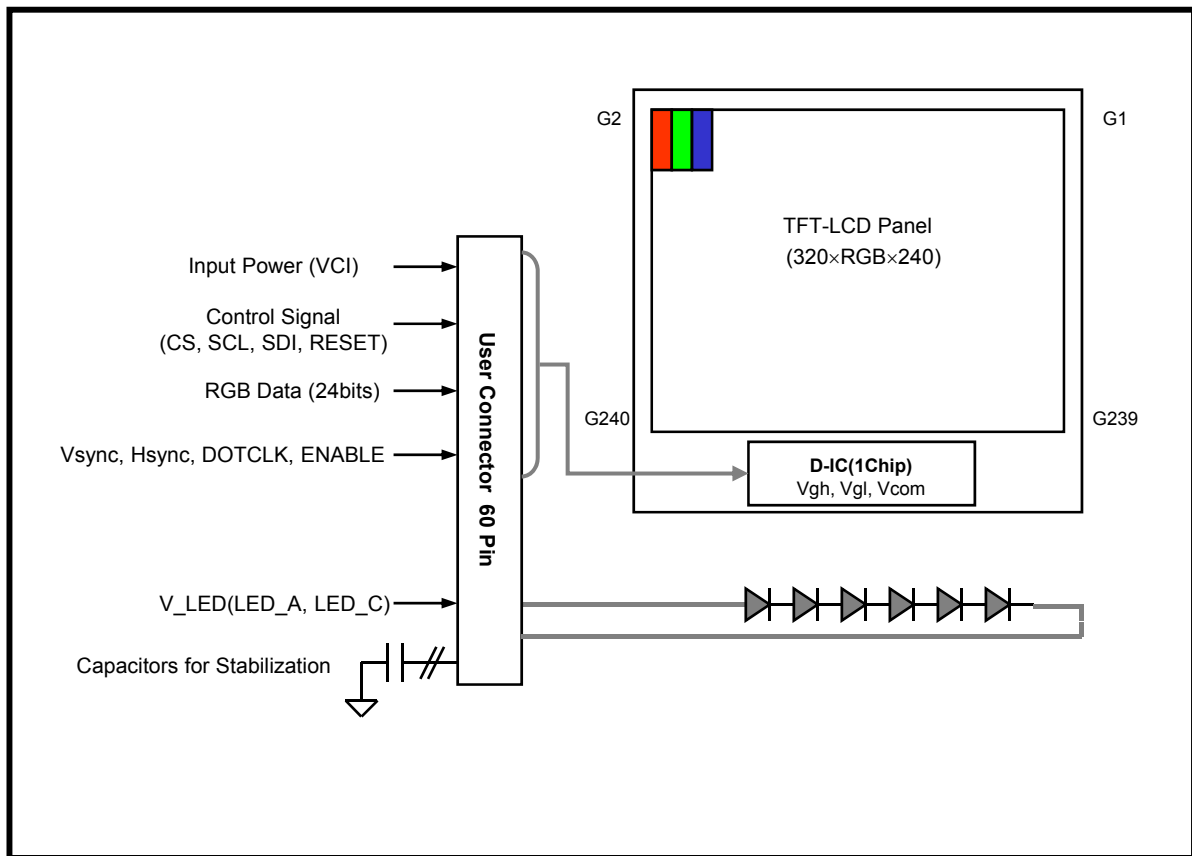 G2
G1
TFT-LCD Panel
(320×RGB×240)
Input Power (VCI)
Control Signal
(CS, SCL, SDI, RESET)
RGB Data (24bits)
Vsync, Hsync, DOTCLK, ENABLE
User Connector 60 Pin
G240
G239
D-IC(1Chip)
Vgh, Vgl, Vcom
V_LED(LED_A, LED_C)
Capacitors for Stabilization